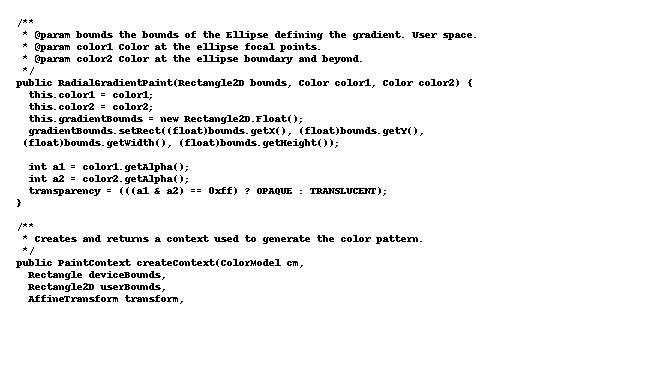 /**
 * @param bounds the bounds of the Ellipse defining the gradient. User space.
 * @param color1 Color at the ellipse focal points.
 * @param color2 Color at the ellipse boundary and beyond.
 */
public RadialGradientPaint(Rectangle2D bounds, Color color1, Color color2) {
  this.color1 = color1;
  this.color2 = color2;
  this.gradientBounds = new Rectangle2D.Float();
  gradientBounds.setRect((float)bounds.getX(), (float)bounds.getY(),
 (float)bounds.getWidth(), (float)bounds.getHeight());

  int a1 = color1.getAlpha();
  int a2 = color2.getAlpha();
  transparency = (((a1 & a2) == 0xff) ? OPAQUE : TRANSLUCENT);
}

/**
 * Creates and returns a context used to generate the color pattern.
 */
public PaintContext createContext(ColorModel cm,
  Rectangle deviceBounds,
  Rectangle2D userBounds,
  AffineTransform transform,